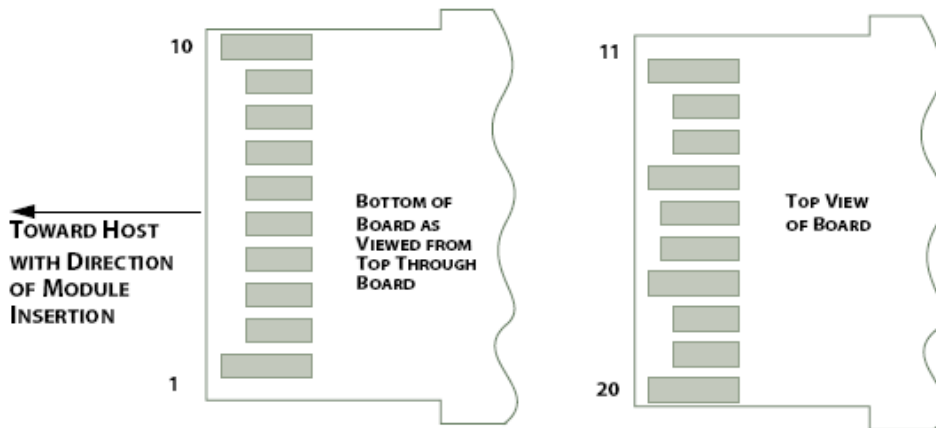 10
1
TOWARD HOST
WITH DIRECTION
OF MODULE
INSERTION
BOTTOM OF
BOARD AS
VIEWED FROM
TOP THROUGH
BOARD
11
20
TOP VIEW
OF BOARD